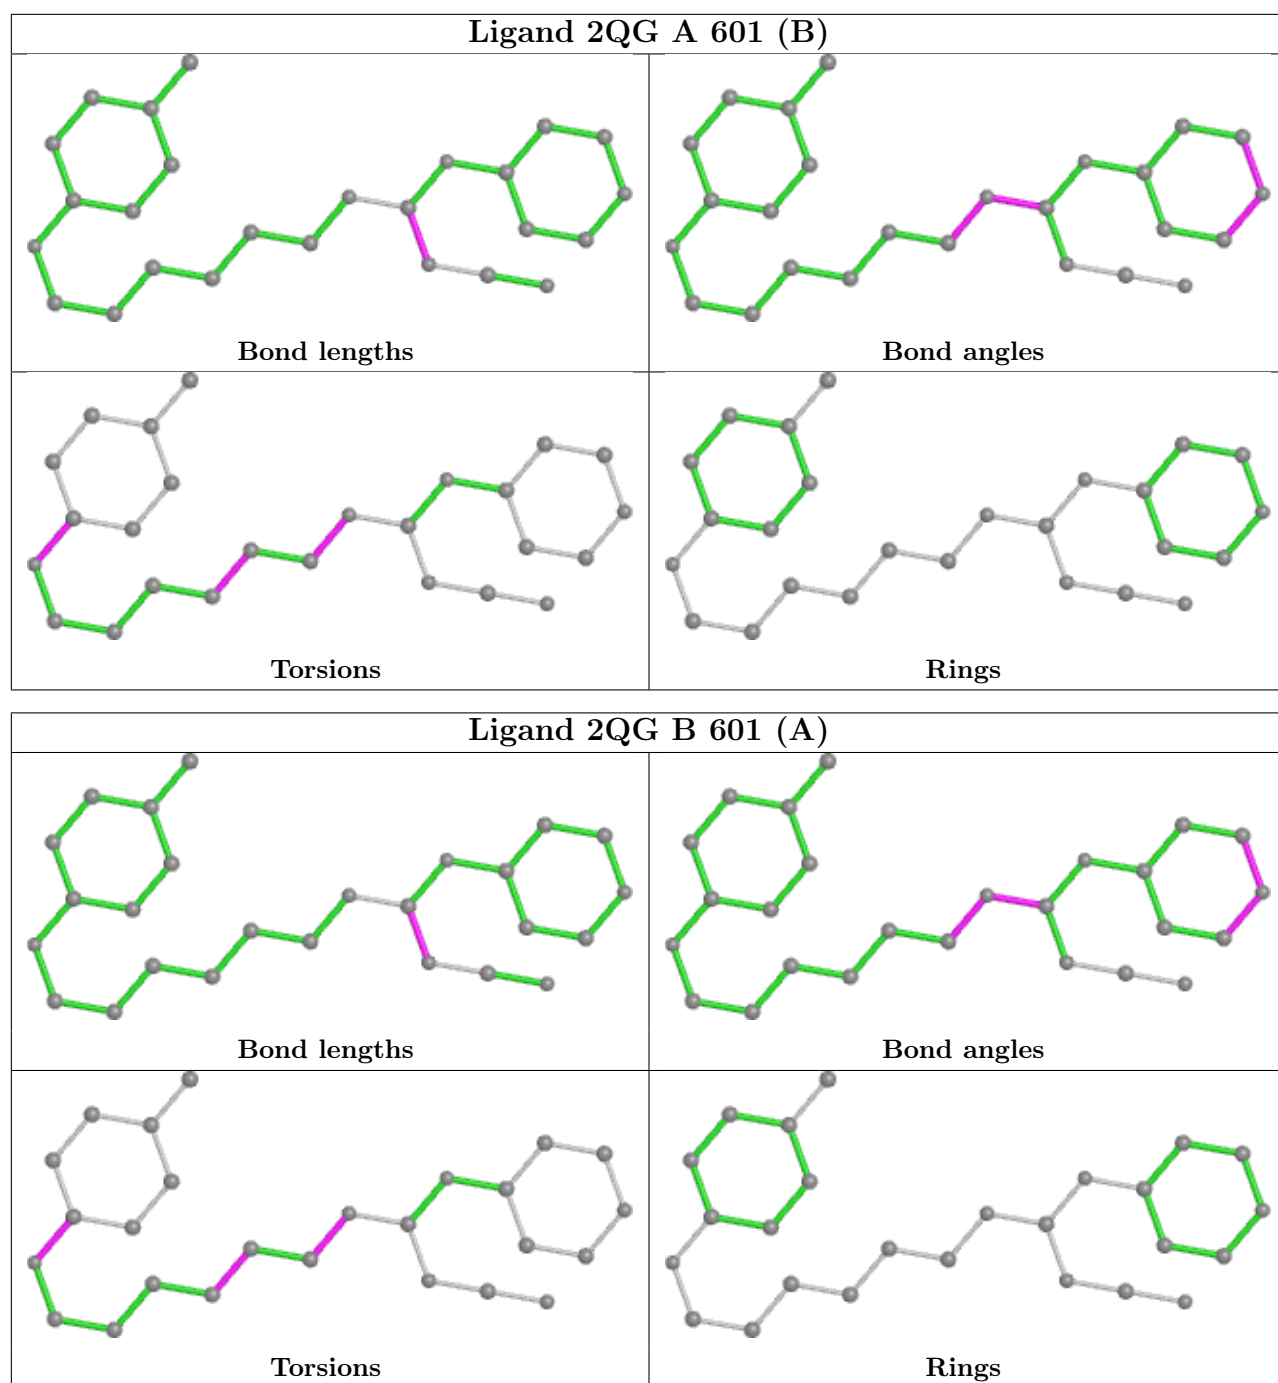 Ligand 2QG A 601 (B)
Bond lengths
Bond angles
Torsions
Rings
Ligand 2QG B 601 (A)
Bond lengths
Bond angles
Torsions
Rings